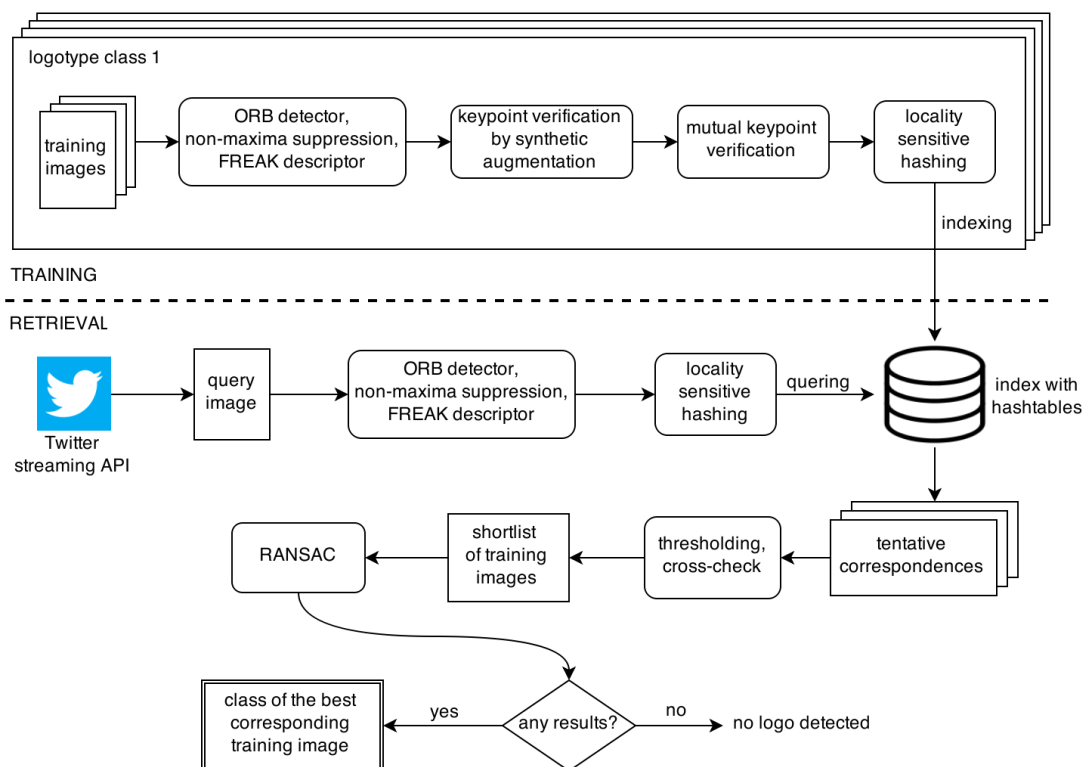 logotype class 1
training
images
ORB detector,
non-maxima suppression,
FREAK descriptor
keypoint verification
by synthetic
augmentation
mutual keypoint
verification
locality
sensitive
hashing
indexing
TRAINING
RETRIEVAL
Twitter
streaming API
query
image
ORB detector,
non-maxima suppression,
FREAK descriptor
locality
sensitive
hashing
quering
index with
hashtables
tentative
correspondences
thresholding,
cross-check
shortlist
of training
images
RANSAC
any results?
yes
class of the best
corresponding
training image
no
no logo detected